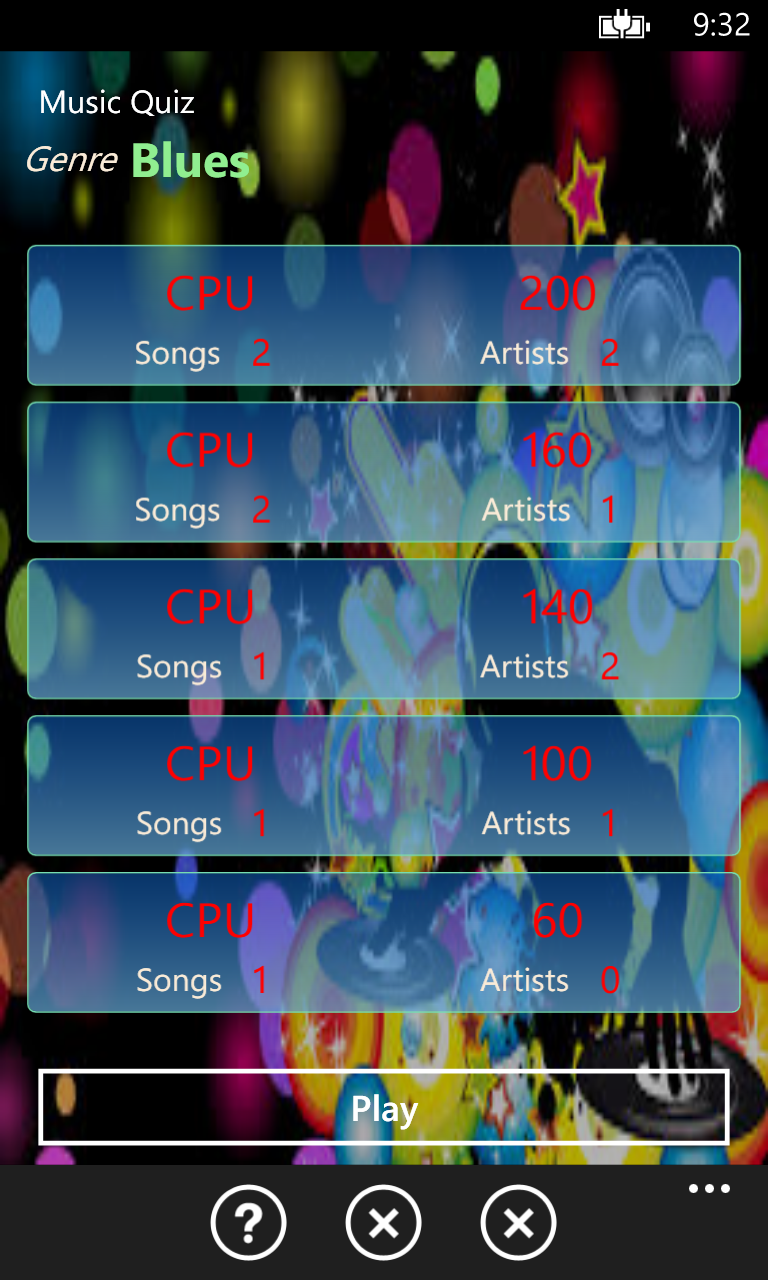 9:32
Music Quiz
Genre Blues
CPU 200
Songs 2 Artists 2
CPU 160
Songs 2 Artists 1
CPU 140
Songs 1 Artists 2
CPU 100
Songs 1 Artists 1
CPU 60
Songs 1 Artists 0
Play